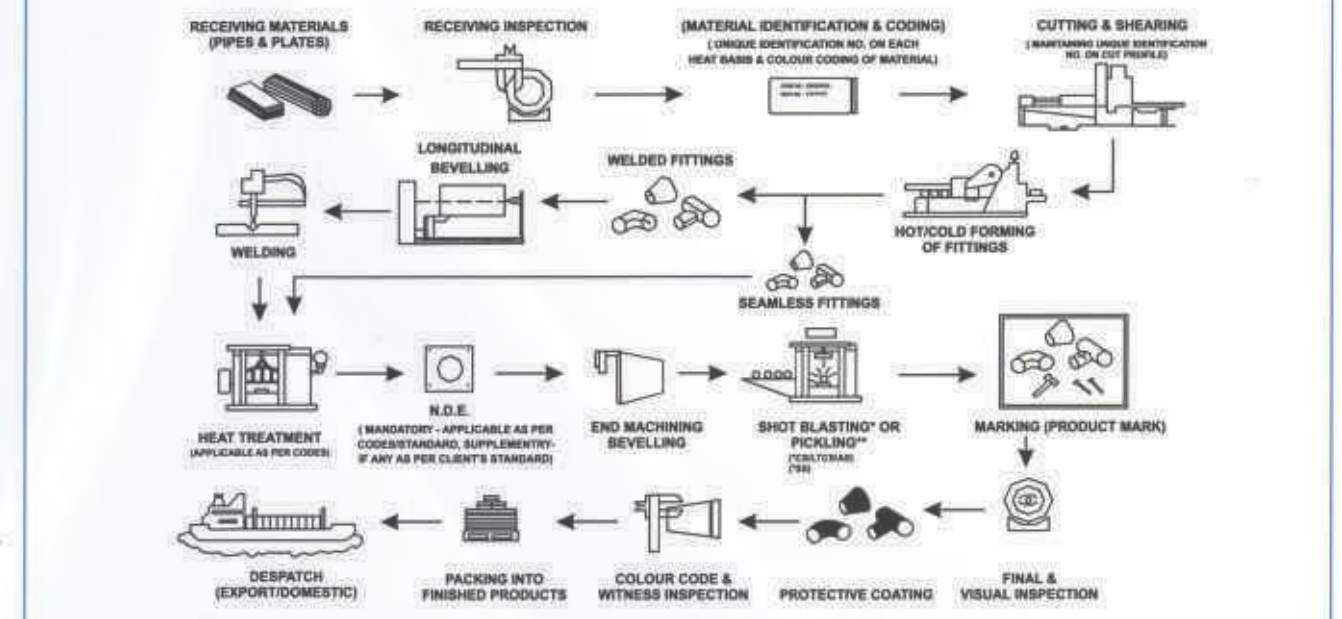 RECEIVING MATERIALS
(PIPES & PLATES)
RECEIVING INSPECTION
(MATERIAL IDENTIFICATION & CODING)
( UNIQUE IDENTIFICATION NO. ON EACH
HEAT BASIS & COLOUR CODING OF MATERIAL)
CUTTING & SHEARING
( MAINTAINING UNIQUE IDENTIFICATION
NO. ON CUT PROFILE)
M
LONGITUDINAL
BEVELLING
WELDED FITTINGS
HOT/COLD FORMING
OF FITTINGS
WELDING
SEAMLESS FITTINGS
HEAT TREATMENT
(APPLICABLE AS PER CODES)
N.D.E.
( MANDATORY - APPLICABLE AS PER
CODES/STANDARD, SUPPLEMENTRY-
IF ANY AS PER CLIENT'S STANDARD)
END MACHINING
BEVELLING
SHOT BLASTING* OR
PICKLING**
(*CS/LTCS/AS)
(*SS)
MARKING (PRODUCT MARK)
DESPATCH
(EXPORT/DOMESTIC)
PACKING INTO
FINISHED PRODUCTS
COLOUR CODE &
WITNESS INSPECTION
PROTECTIVE COATING
FINAL &
VISUAL INSPECTION